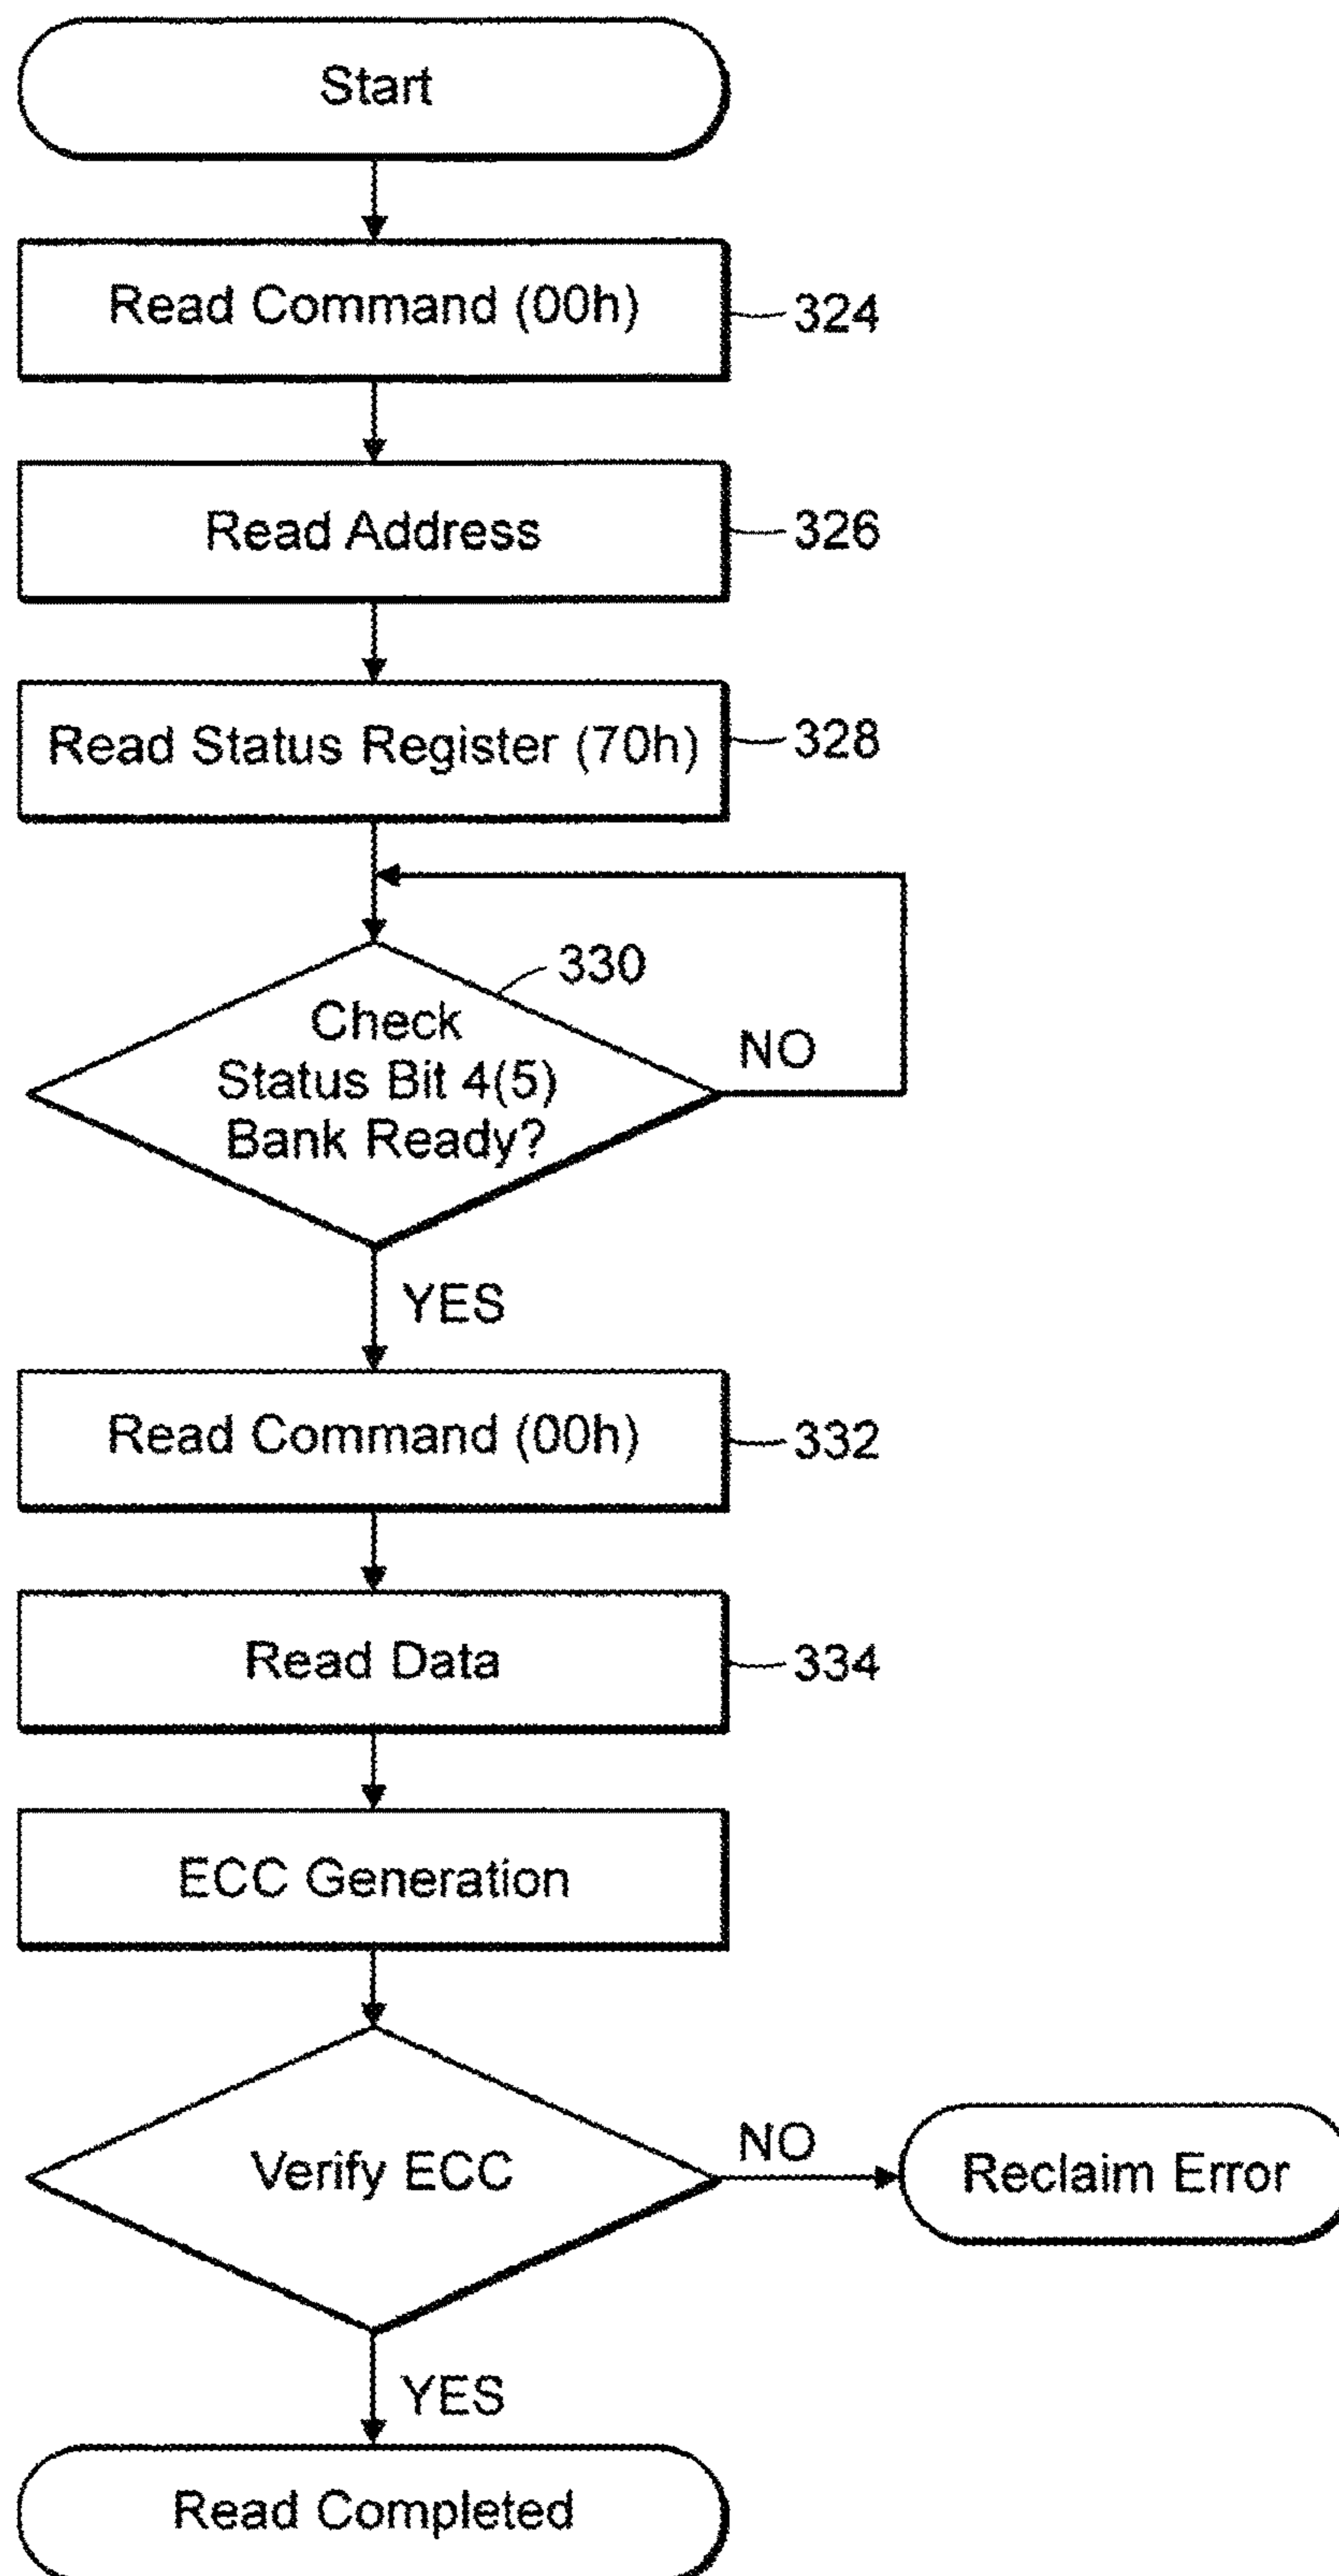 Start
Read Command (00h)
324
Read Address
326
Read Status Register (70h)
328
330
Check
Status Bit 4(5)
Bank Ready?
NO
YES
Read Command (00h)
332
Read Data
334
ECC Generation
Verify ECC
NO
Reclaim Error
YES
Read Completed